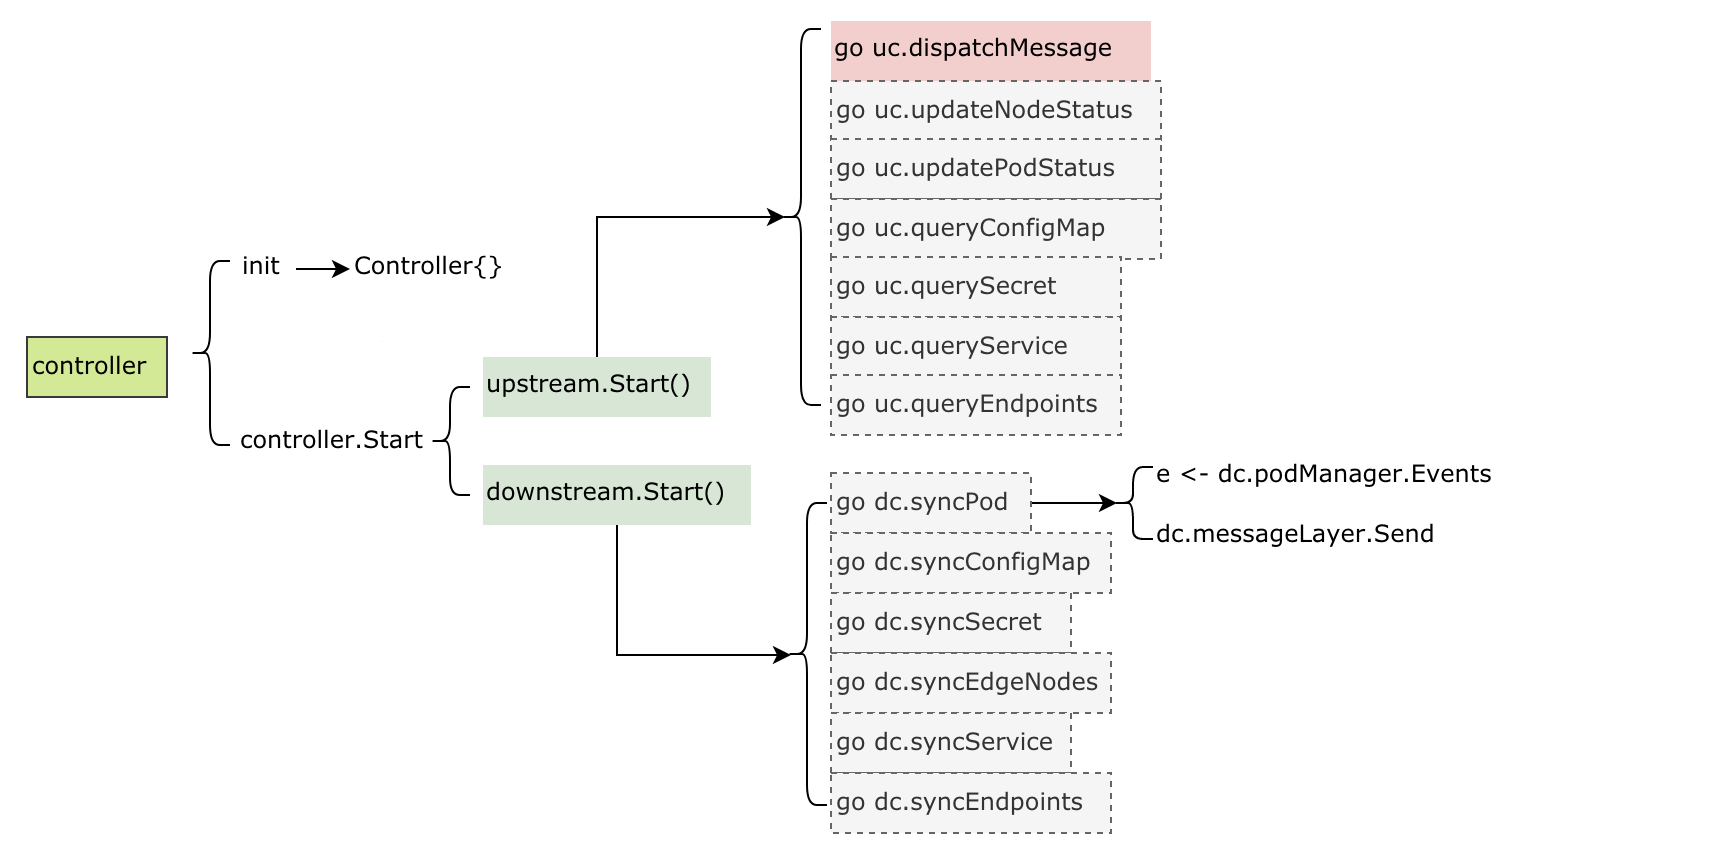 controller
init
Controller{}
controller.Start
upstream.Start()
downstream.Start()
go uc.dispatchMessage
go uc.updateNodeStatus
go uc.updatePodStatus
go uc.queryConfigMap
go uc.querySecret
go uc.queryService
go uc.queryEndpoints
go dc.syncPod
go dc.syncConfigMap
go dc.syncSecret
go dc.syncEdgeNodes
go dc.syncService
go dc.syncEndpoints
e <- dc.podManager.Events
dc.messageLayer.Send